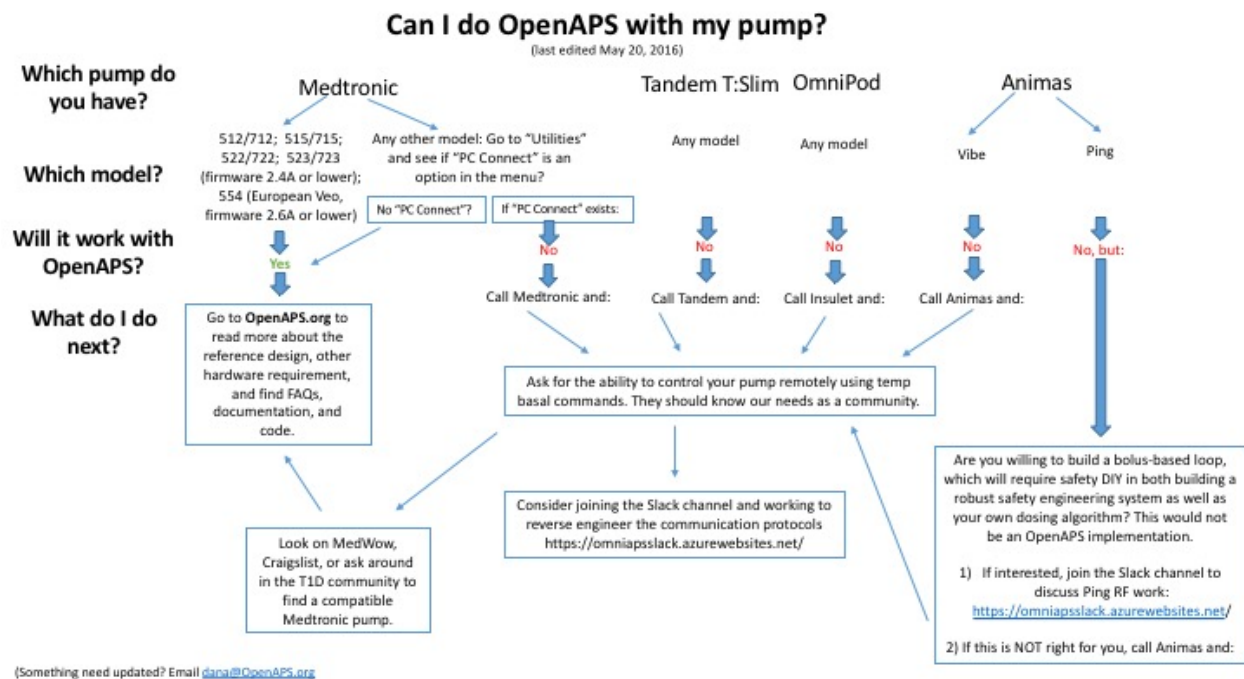 Can I do OpenAPS with my pump?
(last edited May 20, 2016)
Which pump do
you have?
Medtronic
Tandem T:Slim
OmniPod
Animas
Which model?
512/712; 515/715;
522/722; 523/723
(firmware 2.4A or lower);
554 (European Veo,
firmware 2.6A or lower)
Any other model: Go to “Utilities”
and see if “PC Connect” is an
option in the menu?
No “PC Connect”?
If “PC Connect” exists:
Any model
Any model
Vibe
Ping
Will it work with
OpenAPS?
Yes
No
No
No
No
No, but:
What do I do
next?
Go to OpenAPS.org to
read more about the
reference design, other
hardware requirement,
and find FAQs,
documentation, and
code.
Call Medtronic and:
Call Tandem and:
Call Insulet and:
Call Animas and:
Ask for the ability to control your pump remotely using temp
basal commands. They should know our needs as a community.
Consider joining the Slack channel and working to
reverse engineer the communication protocols
https://omniapsslack.azurewebsites.net/
Look on MedWow,
Craigslist, or ask around
in the T1D community to
find a compatible
Medtronic pump.
Are you willing to build a bolus-based loop,
which will require safety DIY in both building a
robust safety engineering system as well as
your own dosing algorithm? This would not
be an OpenAPS implementation.
1) If interested, join the Slack channel to
discuss Ping RF work:
https://omniapsslack.azurewebsites.net/
2) If this is NOT right for you, call Animas and:
(Something need updated? Email dana@OpenAPS.org